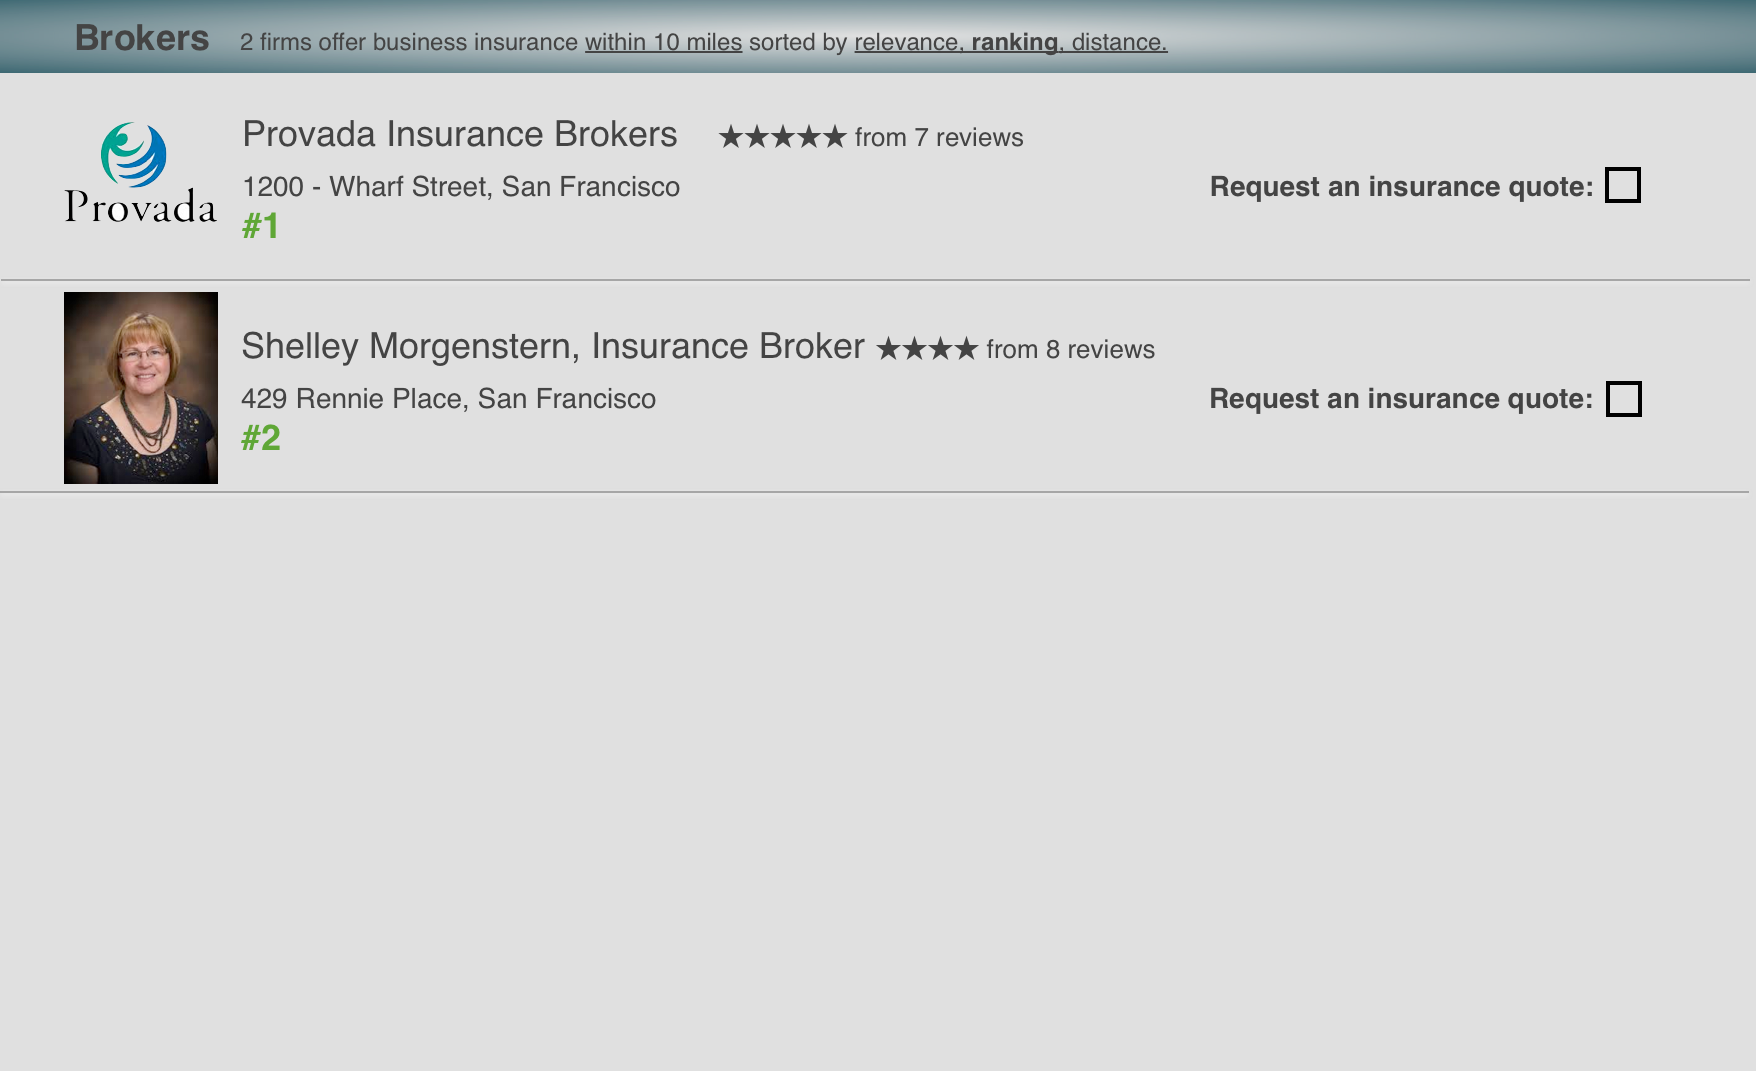 Brokers 2 firms offer business insurance within 10 miles sorted by relevance, ranking, distance.
Provada
Provada Insurance Brokers ★★★★★ from 7 reviews
1200 - Wharf Street, San Francisco
Request an insurance quote:
#1
Shelley Morgenstern, Insurance Broker ★★★★ from 8 reviews
429 Rennie Place, San Francisco
Request an insurance quote:
#2